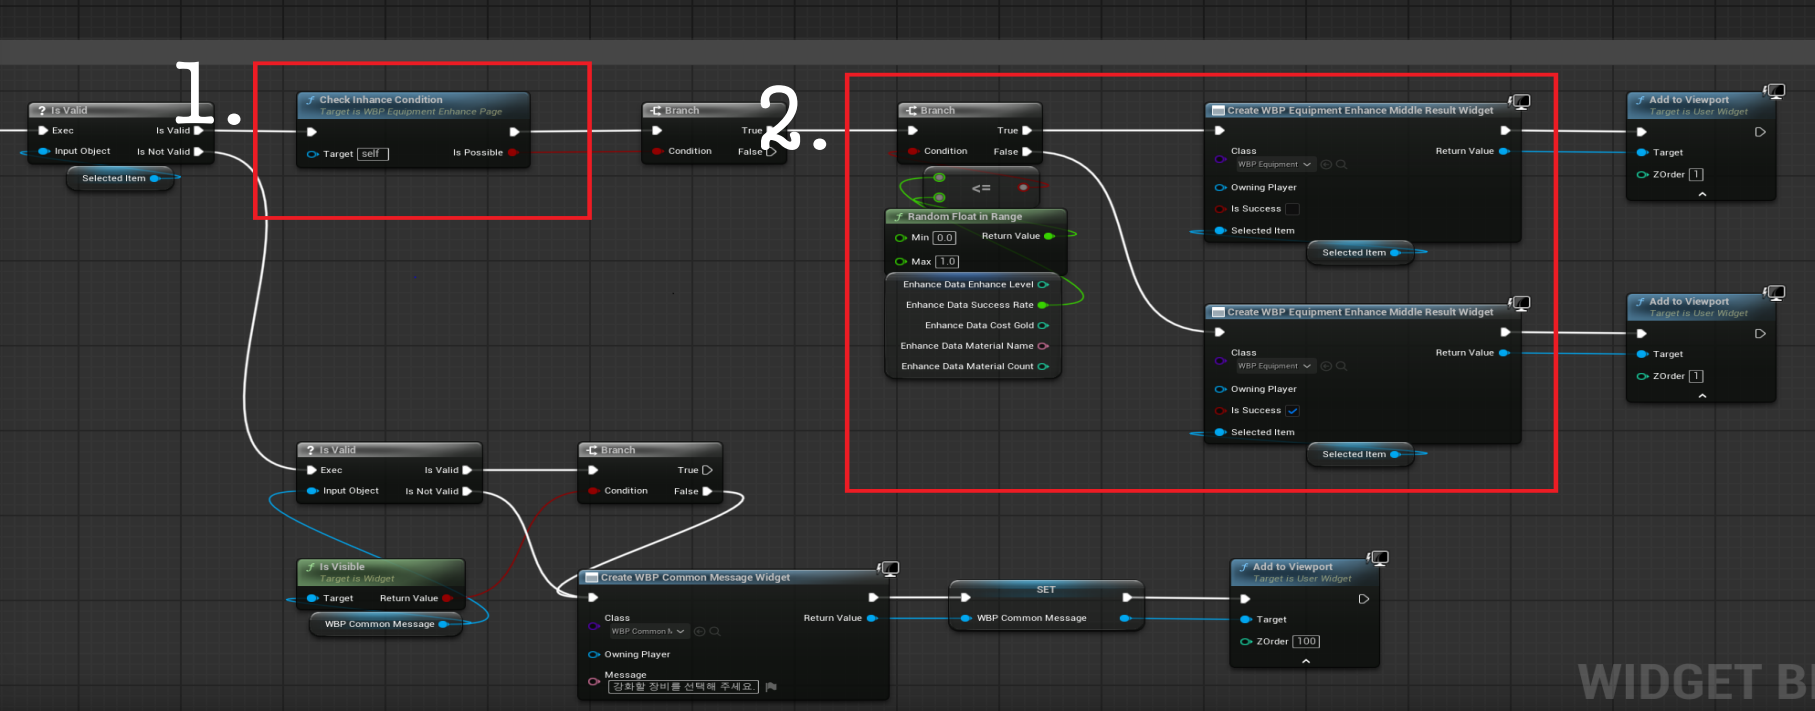 1.
2.
Is Valid
Exec
Is Valid
Input Object
Is Not Valid
Selected Item
Check Inhance Condition
Target is WBP Equipment Enhance Page
Target
self
Is Possible
Branch
True
Condition
False
Branch
True
Condition
False
<=
Random Float in Range
Min
0.0
Return Value
Max
1.0
Enhance Data Enhance Level
Enhance Data Success Rate
Enhance Data Cost Gold
Enhance Data Material Name
Enhance Data Material Count
Create WBP Equipment Enhance Middle Result Widget
Class
Return Value
WBP Equipment
Owning Player
Is Success
Selected Item
Selected Item
Add to Viewport
Target is User Widget
Target
ZOrder
1
Create WBP Equipment Enhance Middle Result Widget
Class
Return Value
WBP Equipment
Owning Player
Is Success
Selected Item
Selected Item
Add to Viewport
Target is User Widget
Target
ZOrder
1
Is Valid
Exec
Is Valid
Input Object
Is Not Valid
Branch
True
Condition
False
Is Visible
Target is Widget
Target
Return Value
WBP Common Message
Create WBP Common Message Widget
Class
Return Value
WBP Common M
Owning Player
Message
강화할 장비를 선택해 주세요.
SET
WBP Common Message
Add to Viewport
Target is User Widget
Target
ZOrder
100
WIDGET